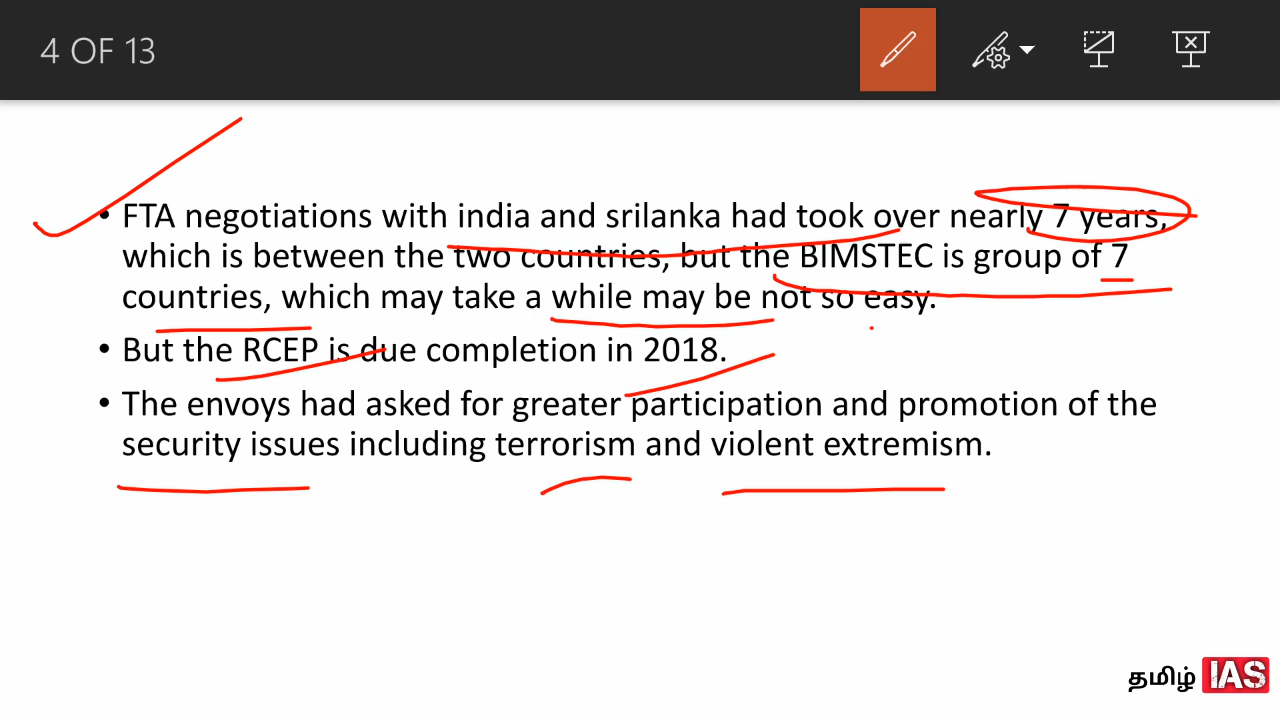 4 OF 13
• FTA negotiations with india and srilanka had took over nearly 7 years,
which is between the two countries, but the BIMSTEC is group of 7
countries, which may take a while may be not so easy.
• But the RCEP is due completion in 2018.
• The envoys had asked for greater participation and promotion of the
security issues including terrorism and violent extremism.
தமிழ் IAS